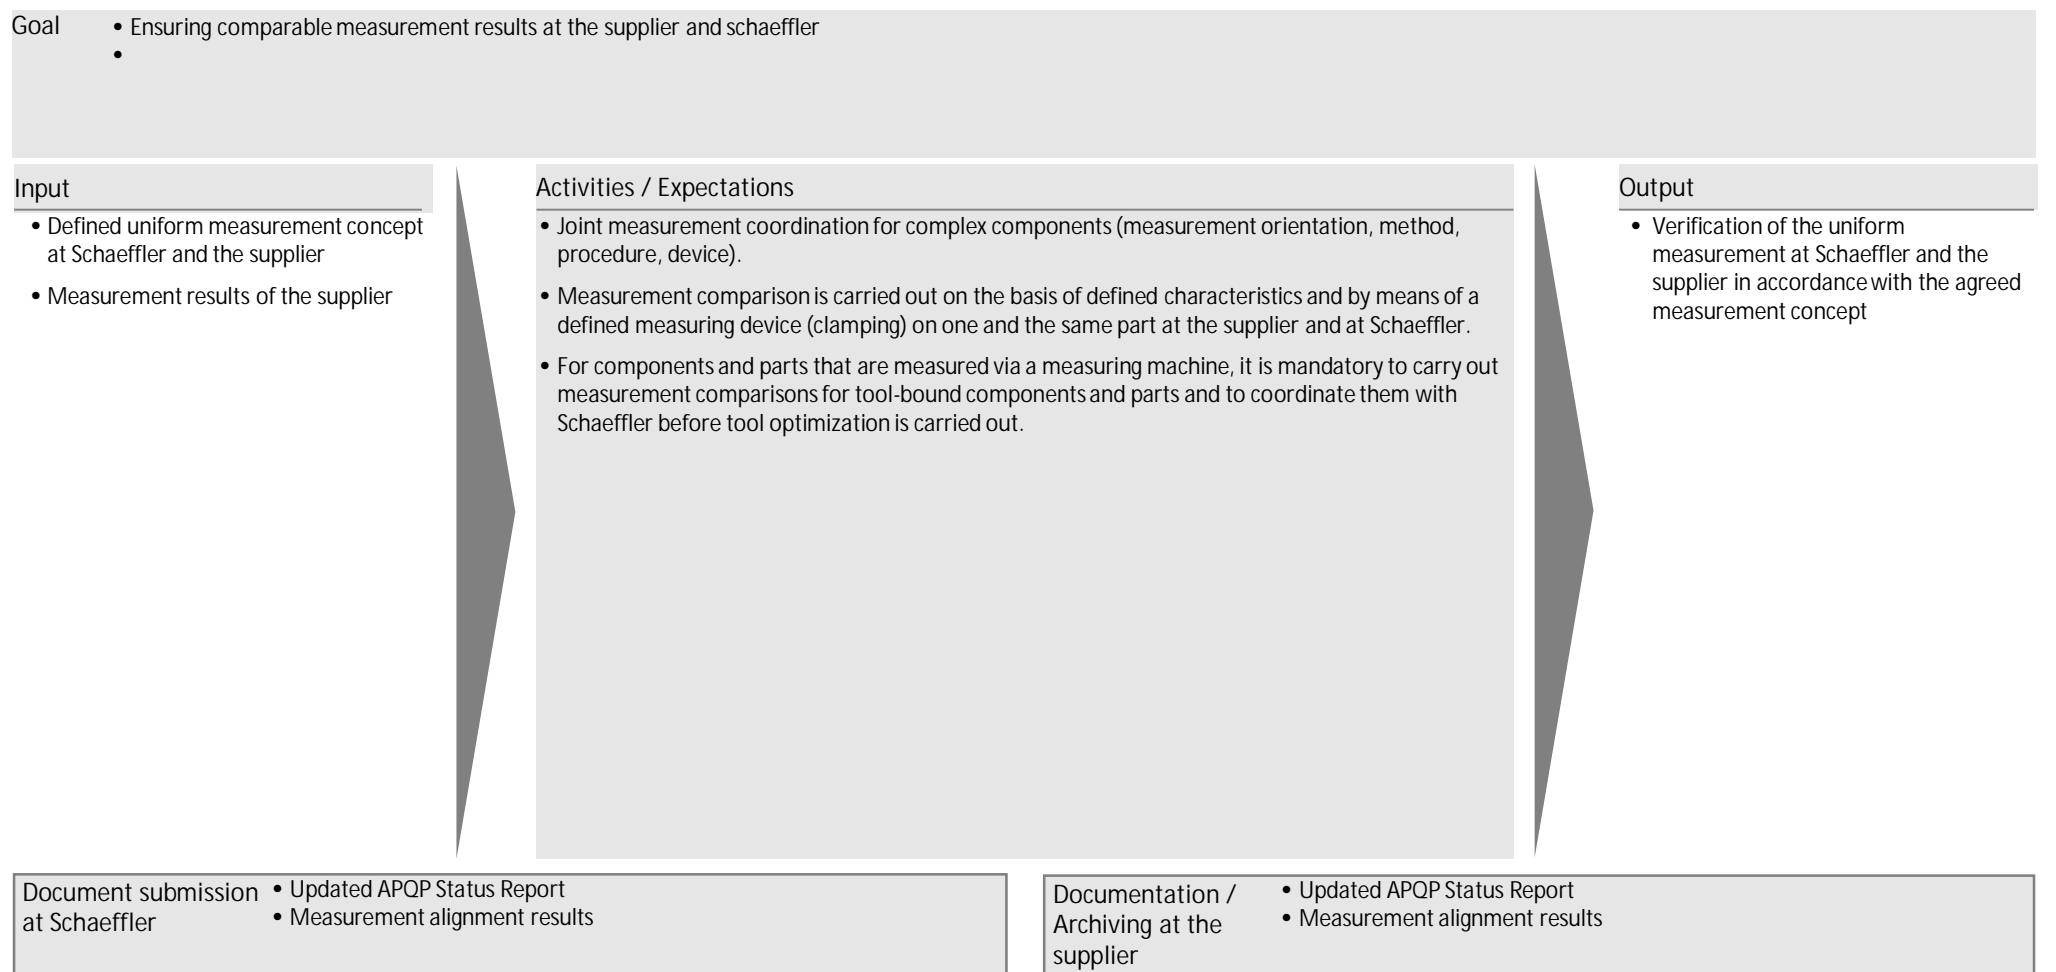 Goal
• Ensuring comparable measurement results at the supplier and schaeffler
•
Input
• Defined uniform measurement concept
at Schaeffler and the supplier
• Measurement results of the supplier
Activities / Expectations
• Joint measurement coordination for complex components (measurement orientation, method,
procedure, device).
• Measurement comparison is carried out on the basis of defined characteristics and by means of a
defined measuring device (clamping) on one and the same part at the supplier and at Schaeffler.
• For components and parts that are measured via a measuring machine, it is mandatory to carry out
measurement comparisons for tool-bound components and parts and to coordinate them with
Schaeffler before tool optimization is carried out.
Output
• Verification of the uniform
measurement at Schaeffler and the
supplier in accordance with the agreed
measurement concept
Document submission
at Schaeffler
• Updated APQP Status Report
• Measurement alignment results
Documentation /
Archiving at the
supplier
• Updated APQP Status Report
• Measurement alignment results